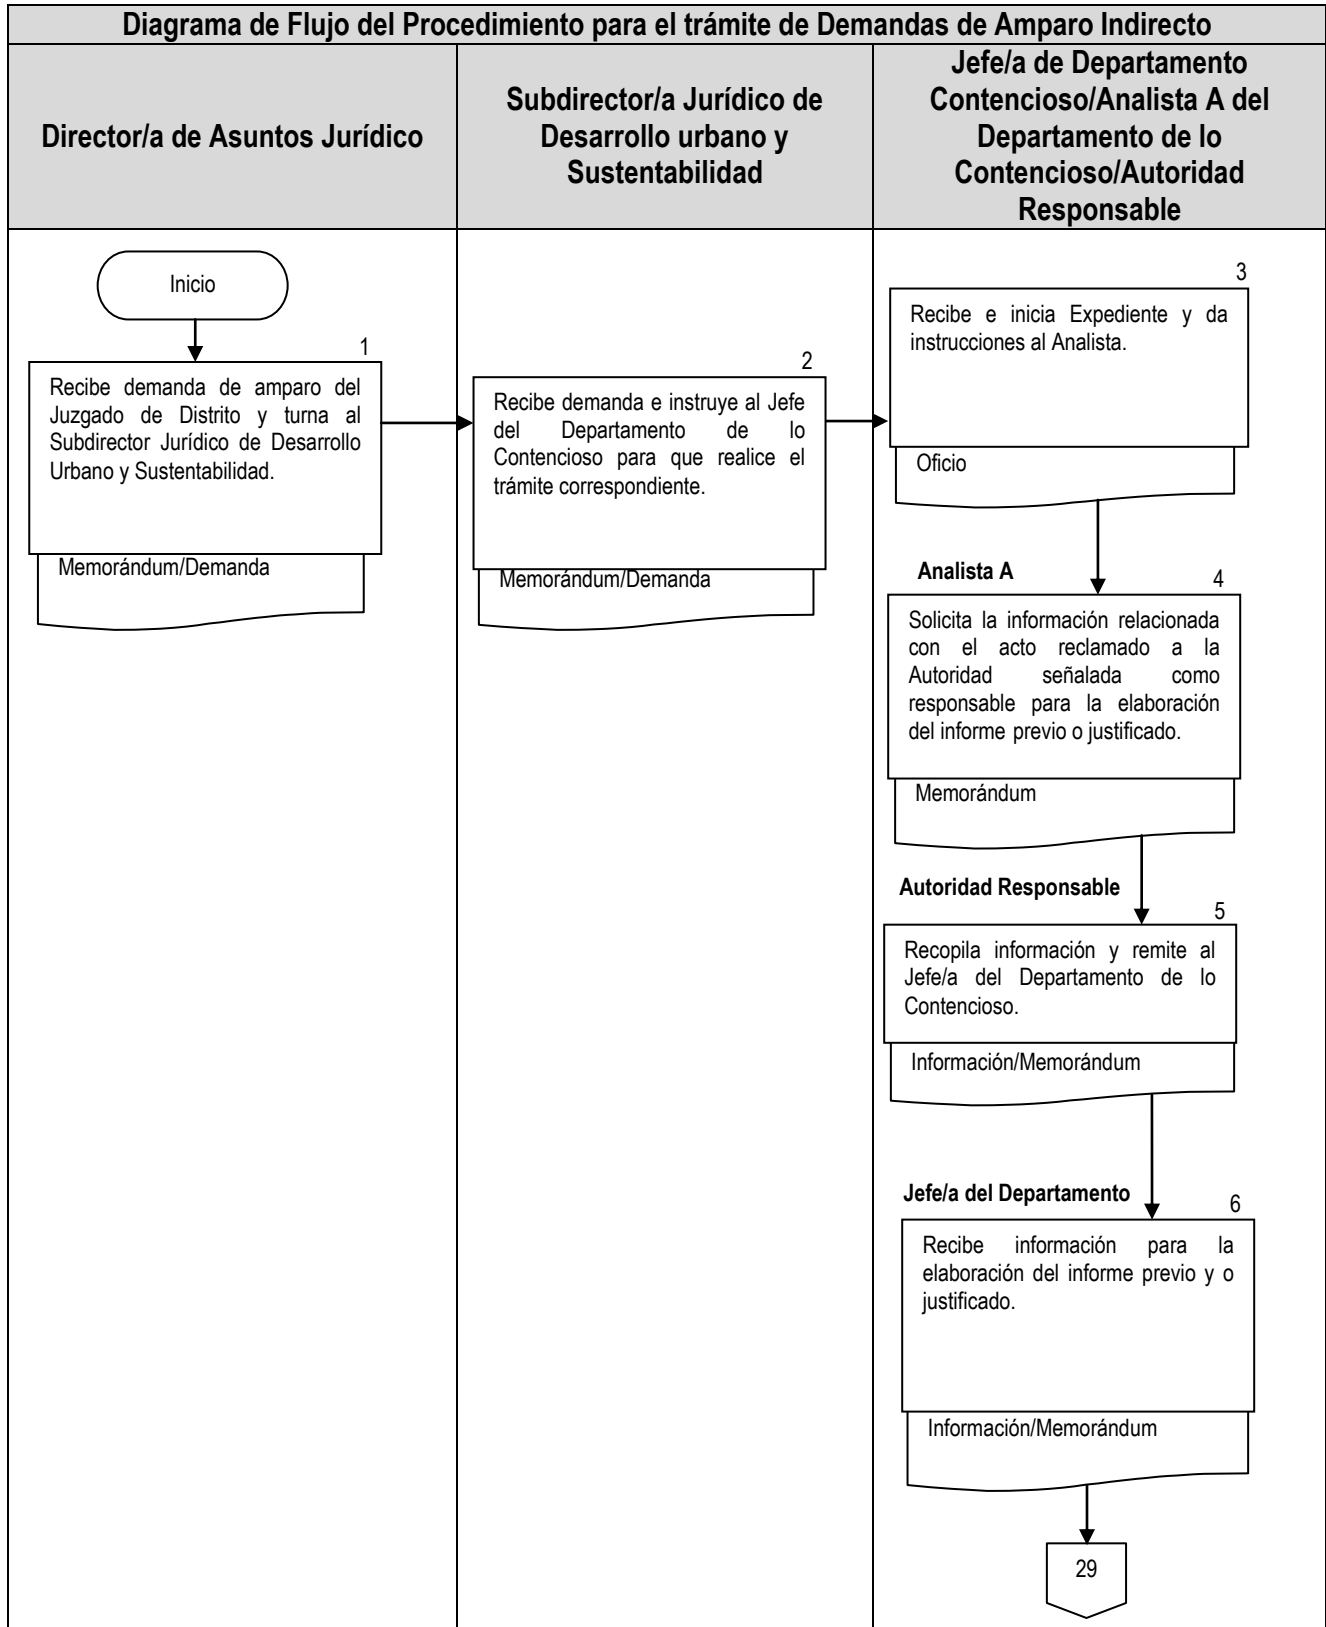 Diagrama de Flujo del Procedimiento para el trámite de Demandas de Amparo Indirecto
Director/a de Asuntos Jurídico
Subdirector/a Jurídico de
Desarrollo urbano y
Sustentabilidad
Jefe/a de Departamento
Contencioso/Analista A del
Departamento de lo
Contencioso/Autoridad
Responsable
Inicio
1
Recibe demanda de amparo del
Juzgado de Distrito y turna al
Subdirector Jurídico de Desarrollo
Urbano y Sustentabilidad.
Memorándum/Demanda
2
Recibe demanda e instruye al Jefe
del Departamento de lo
Contencioso para que realice el
trámite correspondiente.
Memorándum/Demanda
3
Recibe e inicia Expediente y da
instrucciones al Analista.
Oficio
Analista A
4
Solicita la información relacionada
con el acto reclamado a la
Autoridad señalada como
responsable para la elaboración
del informe previo o justificado.
Memorándum
Autoridad Responsable
5
Recopila información y remite al
Jefe/a del Departamento de lo
Contencioso.
Información/Memorándum
Jefe/a del Departamento
6
Recibe información para la
elaboración del informe previo y o
justificado.
Información/Memorándum
29